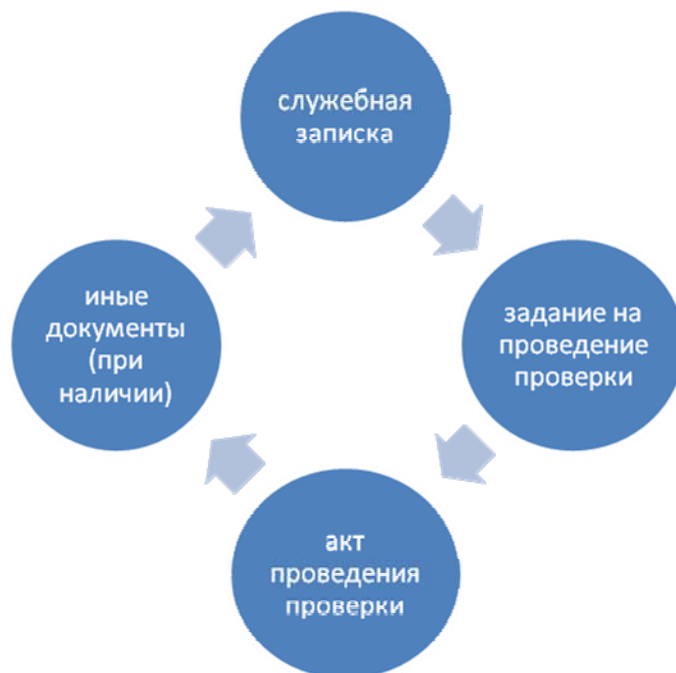 служебная
записка
задание на
проведение
проверки
акт
проведения
проверки
иные
документы
(при
наличии)